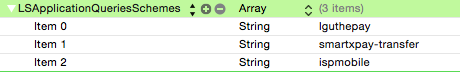 LSApplicationQueriesSchemes Array (3 items)
Item 0 String lguthepay
Item 1 String smartxpay-transfer
Item 2 String ispmobile